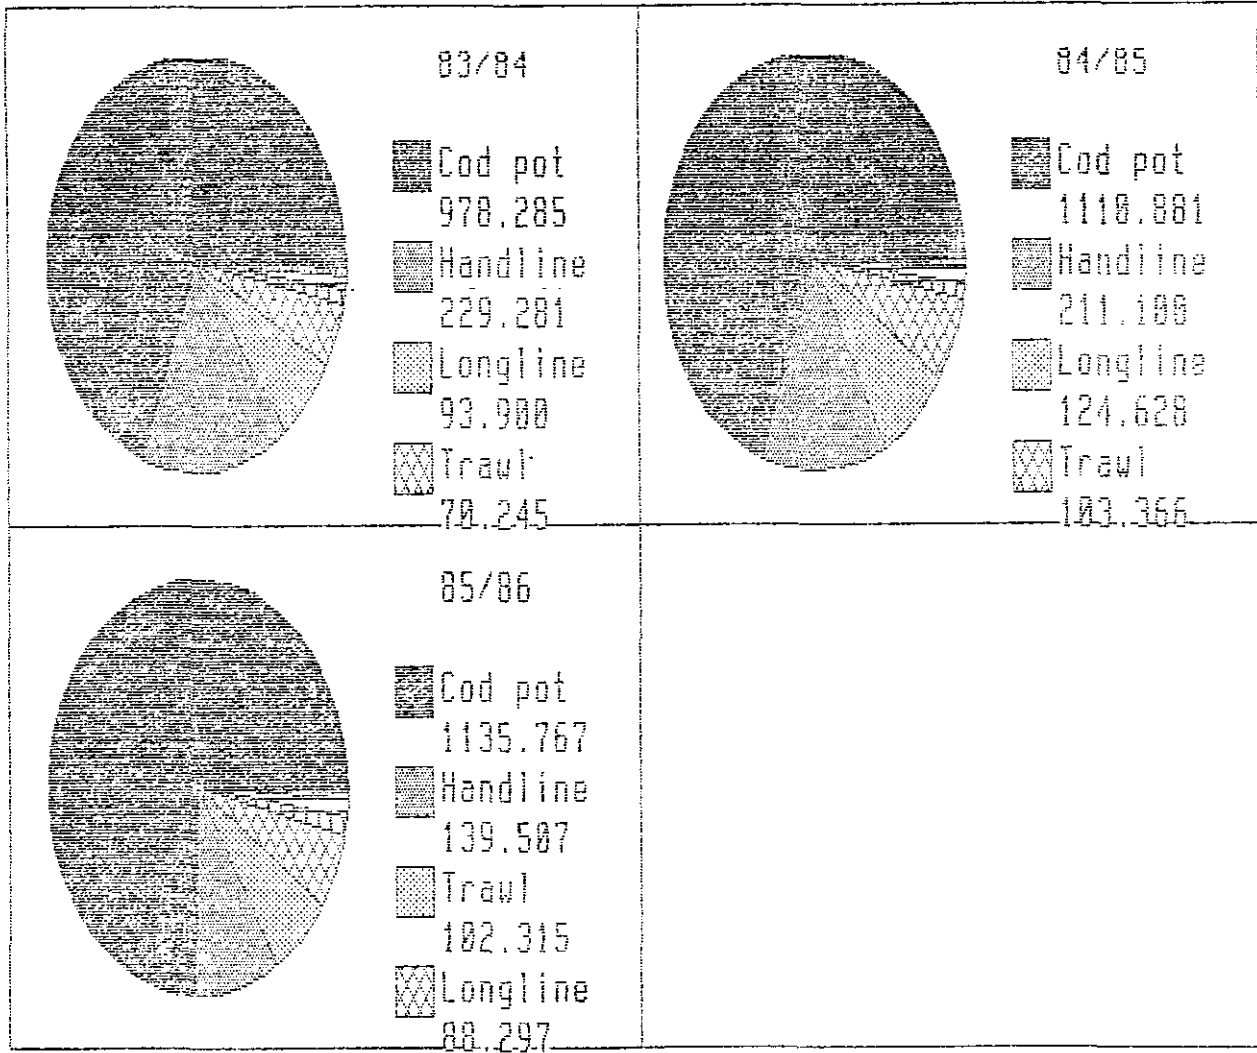 83/84
Cod pot
978.285
Handline
229.281
Longline
93.900
Trawl
70.245
84/85
Cod pot
1110.881
Handline
211.100
Longline
124.628
Trawl
103.366
85/86
Cod pot
1135.767
Handline
139.507
Trawl
102.315
Longline
88.297